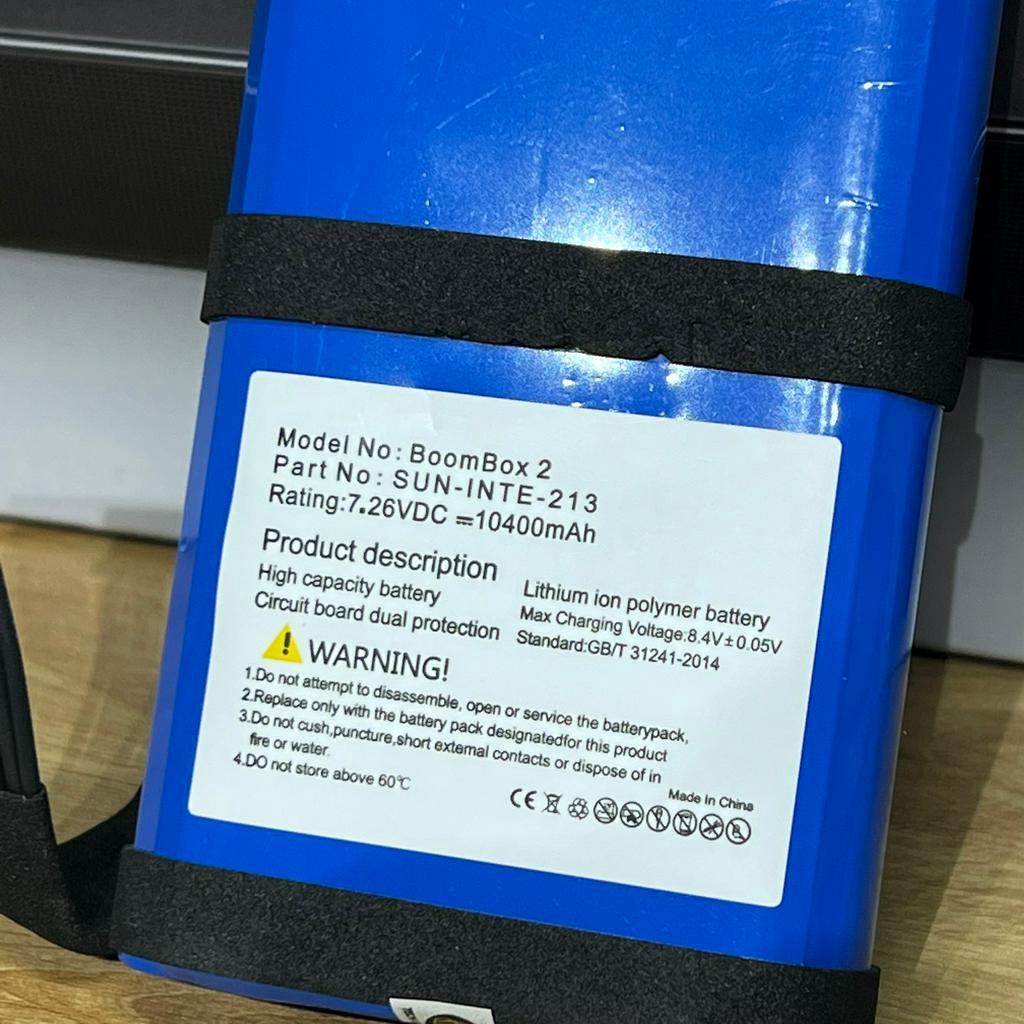 Model No: BoomBox 2
Part No: SUN-INTE-213
Rating:7.26VDC ⎓10400mAh
Product description
High capacity battery
Circuit board dual protection
Lithium ion polymer battery
Max Charging Voltage:8.4V±0.05V
Standard:GB/T 31241-2014
WARNING!
1.Do not attempt to disassemble, open or service the batterypack,
2.Replace only with the battery pack designatedfor this product
3.Do not cush,puncture,short external contacts or dispose of in
fire or water.
4.DO not store above 60℃
Made In China
CE